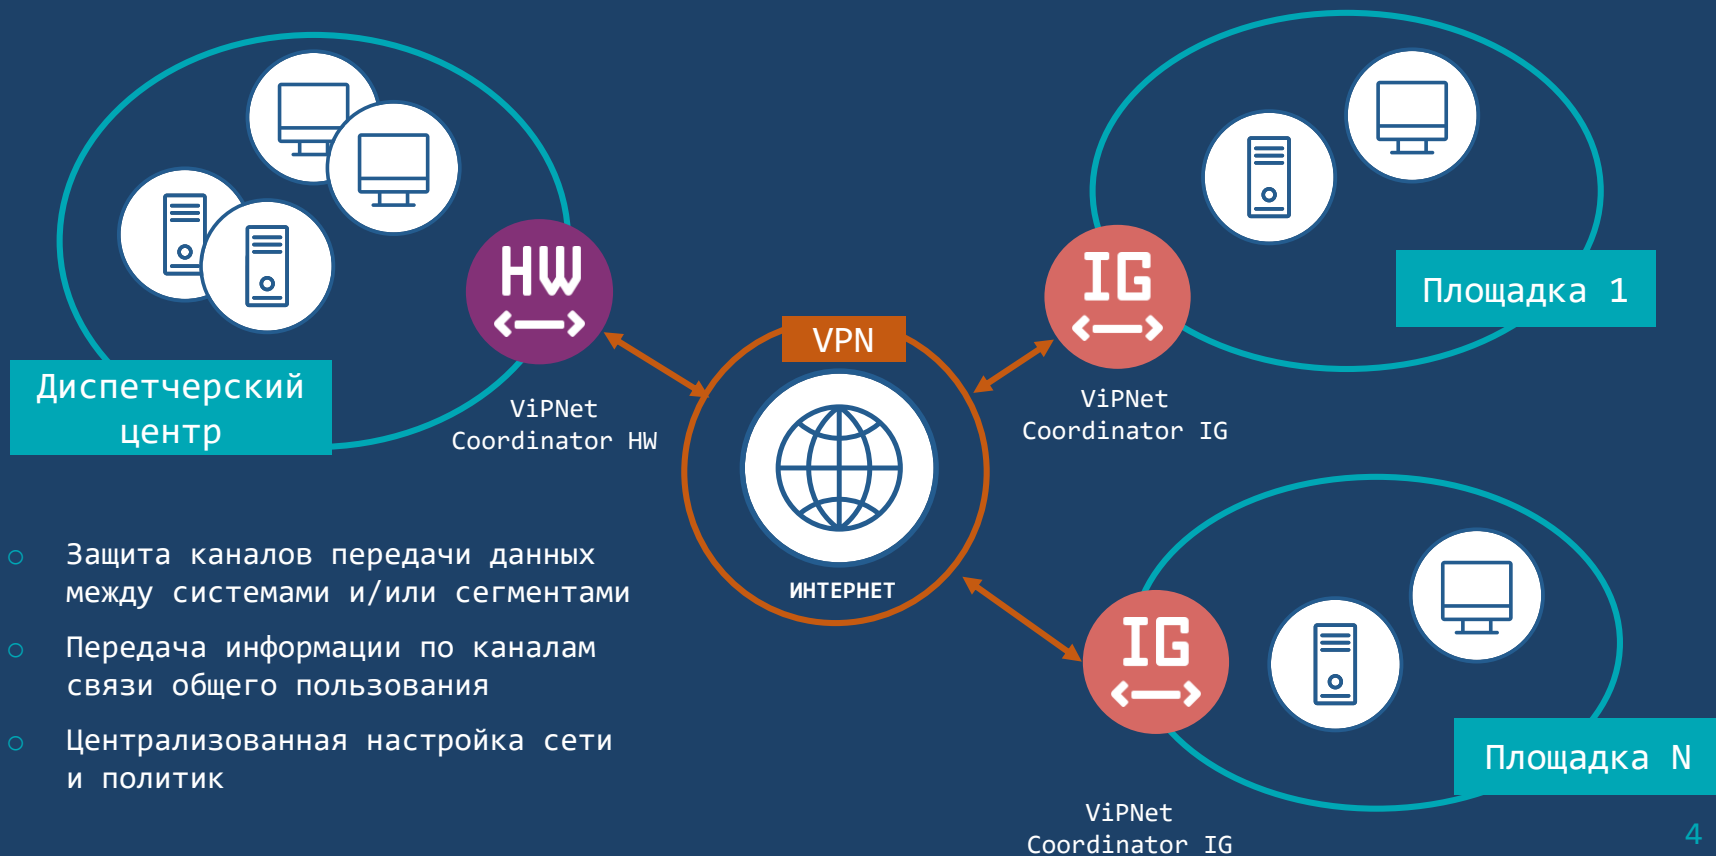 HW
IG
Площадка 1
VPN
Диспетчерский
центр
ViPNet
Coordinator HW
ViPNet
Coordinator IG
ИНТЕРНЕТ
○ Защита каналов передачи данных
между системами и/или сегментами
○ Передача информации по каналам
связи общего пользования
○ Централизованная настройка сети
и политик
IG
Площадка N
ViPNet
Coordinator IG
4